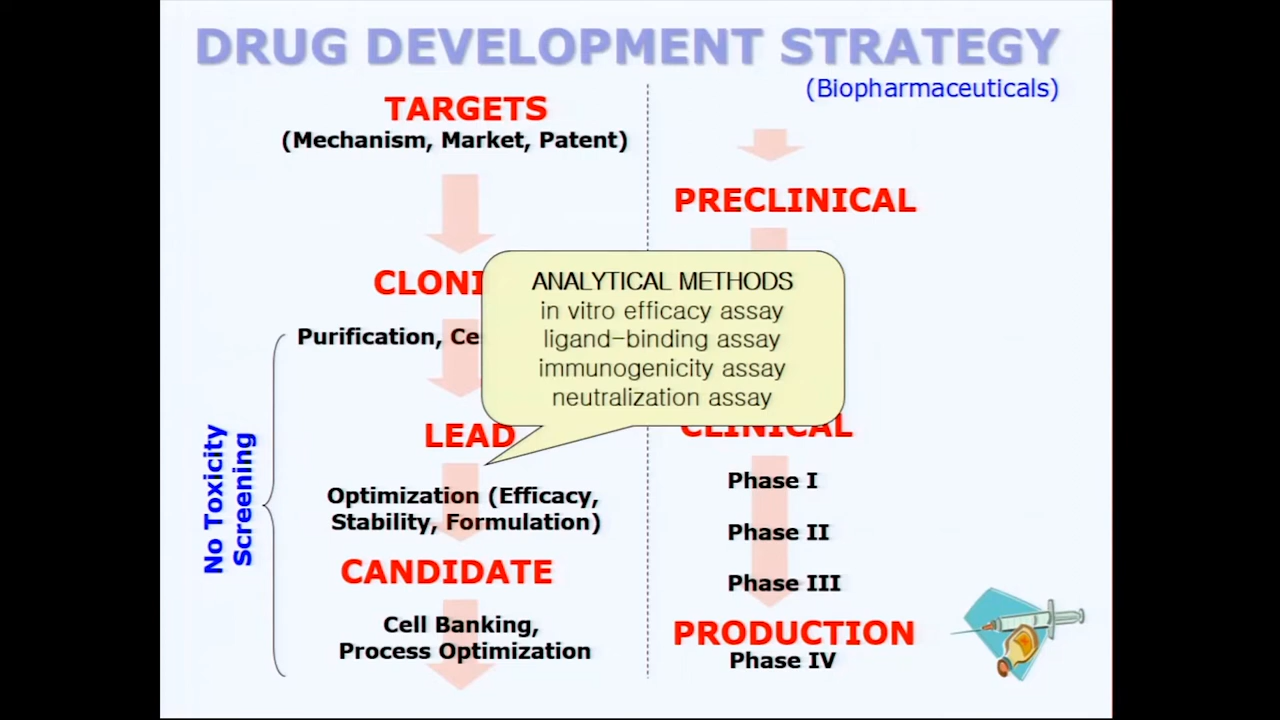 DRUG DEVELOPMENT STRATEGY
(Biopharmaceuticals)
TARGETS
(Mechanism, Market, Patent)
CLONI
Purification, Ce
LEAD
Optimization (Efficacy,
Stability, Formulation)
CANDIDATE
Cell Banking,
Process Optimization
No Toxicity
Screening
ANALYTICAL METHODS
in vitro efficacy assay
ligand-binding assay
immunogenicity assay
neutralization assay
PRECLINICAL
CLINICAL
Phase I
Phase II
Phase III
PRODUCTION
Phase IV